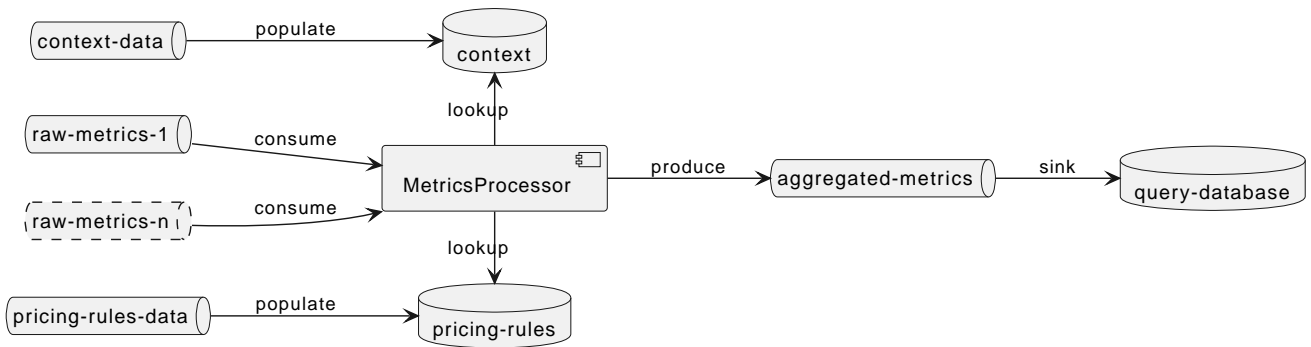 context-data
populate
context
lookup
raw-metrics-1
consume
MetricsProcessor
produce
aggregated-metrics
sink
query-database
raw-metrics-n
consume
lookup
pricing-rules-data
populate
pricing-rules